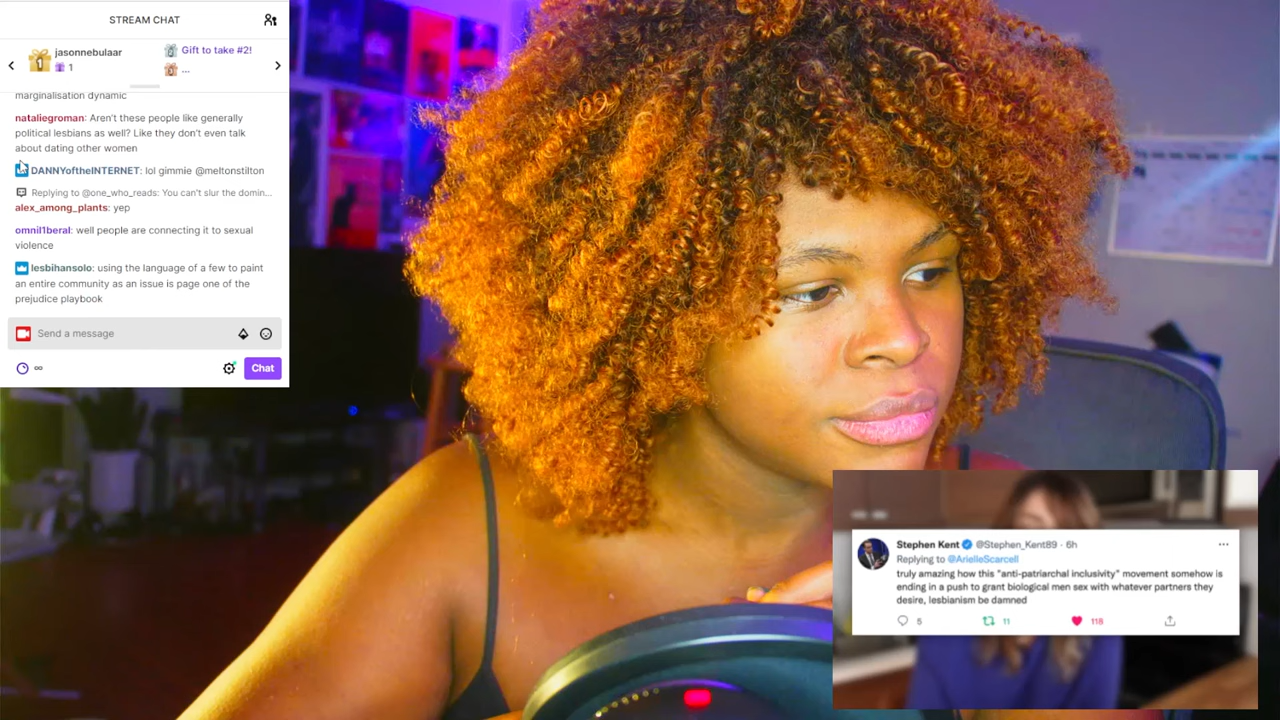 STREAM CHAT
jasonnebulaar
1
1
Gift to take #2!
...
marginalisation dynamic
nataliegroman: Aren't these people like generally
political lesbians as well? Like they don't even talk
about dating other women
DANNYoftheINTERNET: lol gimmie @meltonstilton
Replying to @one_who_reads: You can't slur the domin...
alex_among_plants: yep
omnil1beral: well people are connecting it to sexual
violence
lesbihansolo: using the language of a few to paint
an entire community as an issue is page one of the
prejudice playbook
Send a message
∞
Chat
Stephen Kent @Stephen_Kent89 · 6h
Replying to @ArielleScarcell
truly amazing how this "anti-patriarchal inclusivity" movement somehow is
ending in a push to grant biological men sex with whatever partners they
desire, lesbianism be damned
5 11 118